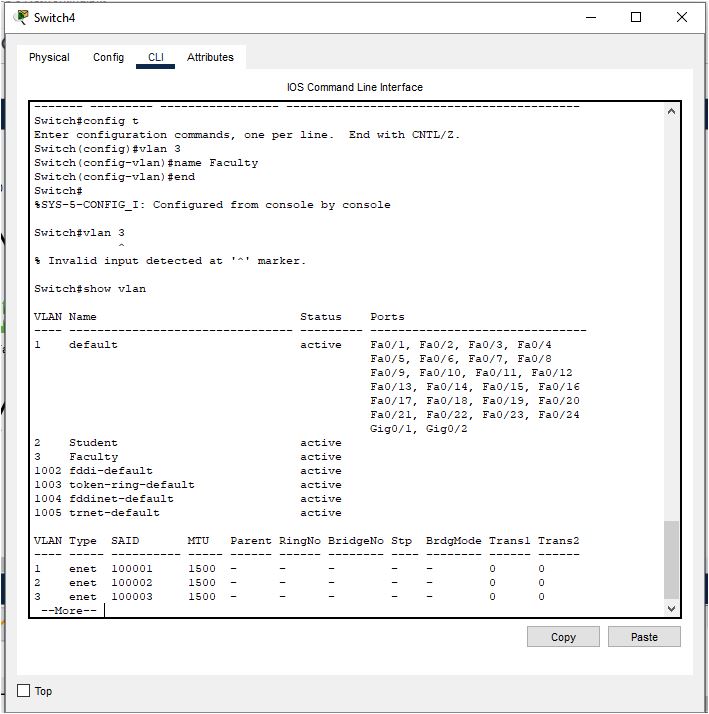 Switch4
Physical Config CLI Attributes
IOS Command Line Interface
------- --------- ----------------- ------------------------------------------
Switch#config t
Enter configuration commands, one per line.  End with CNTL/Z.
Switch(config)#vlan 3
Switch(config-vlan)#name Faculty
Switch(config-vlan)#end
Switch#
%SYS-5-CONFIG_I: Configured from console by console
Switch#vlan 3
^
% Invalid input detected at '^' marker.
Switch#show vlan
VLAN Name                             Status    Ports
---- -------------------------------- --------- -------------------------------
1    default                          active    Fa0/1, Fa0/2, Fa0/3, Fa0/4
Fa0/5, Fa0/6, Fa0/7, Fa0/8
Fa0/9, Fa0/10, Fa0/11, Fa0/12
Fa0/13, Fa0/14, Fa0/15, Fa0/16
Fa0/17, Fa0/18, Fa0/19, Fa0/20
Fa0/21, Fa0/22, Fa0/23, Fa0/24
Gig0/1, Gig0/2
2    Student                          active
3    Faculty                          active
1002 fddi-default                     active
1003 token-ring-default               active
1004 fddinet-default                  active
1005 trnet-default                    active
VLAN Type  SAID       MTU   Parent RingNo BridgeNo Stp  BrdgMode Trans1 Trans2
---- ----- ---------- ----- ------ ------ -------- ---- -------- ------ ------
1    enet  100001     1500  -      -      -        -    -        0      0
2    enet  100002     1500  -      -      -        -    -        0      0
3    enet  100003     1500  -      -      -        -    -        0      0
--More--
Copy Paste
Top